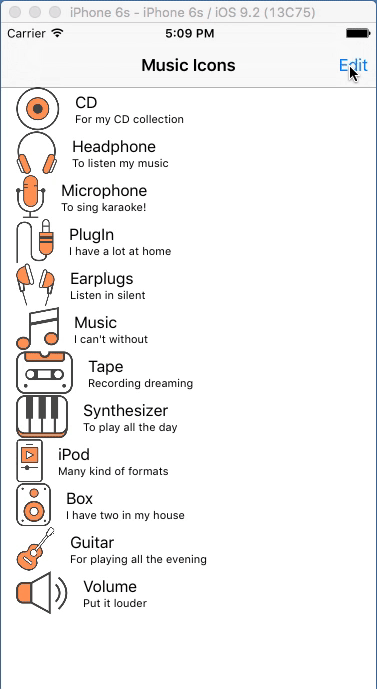 iPhone 6s - iPhone 6s / iOS 9.2 (13C75)
Carrier 5:09 PM
Music Icons Edit
CD
For my CD collection
Headphone
To listen my music
Microphone
To sing karaoke!
PlugIn
I have a lot at home
Earplugs
Listen in silent
Music
I can't without
Tape
Recording dreaming
Synthesizer
To play all the day
iPod
Many kind of formats
Box
I have two in my house
Guitar
For playing all the evening
Volume
Put it louder